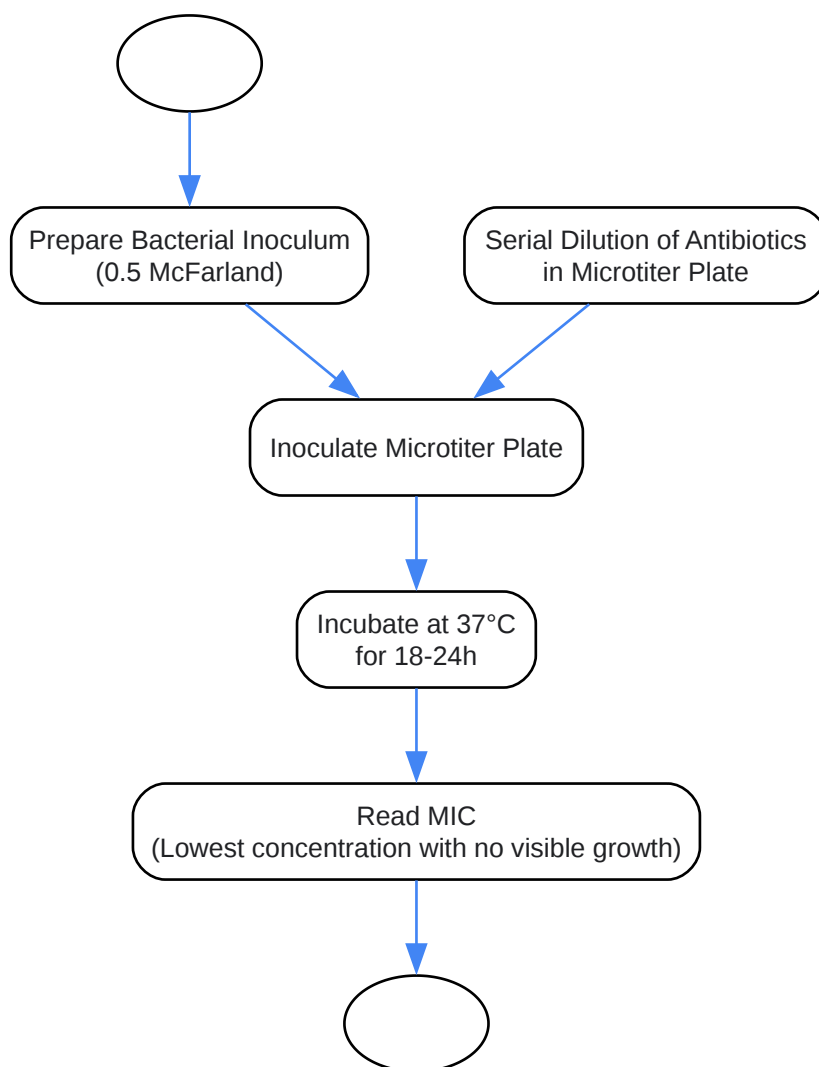 Prepare Bacterial Inoculum
(0.5 McFarland)
Serial Dilution of Antibiotics
in Microtiter Plate
Inoculate Microtiter Plate
Incubate at 37°C
for 18-24h
Read MIC
(Lowest concentration with no visible growth)